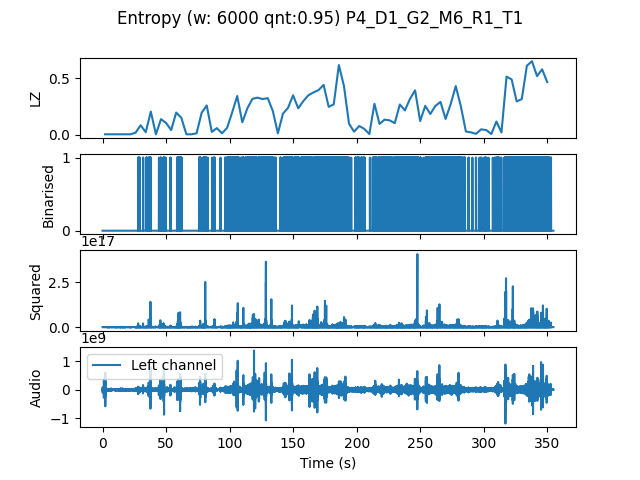 Entropy (w: 6000 qnt:0.95) P4_D1_G2_M6_R1_T1
LZ
0.5
0.0
Binarised
1
0
1e17
Squared
2.5
0.0
1e9
Audio
1
0
−1
Left channel
0
50
100
150
200
250
300
350
Time (s)